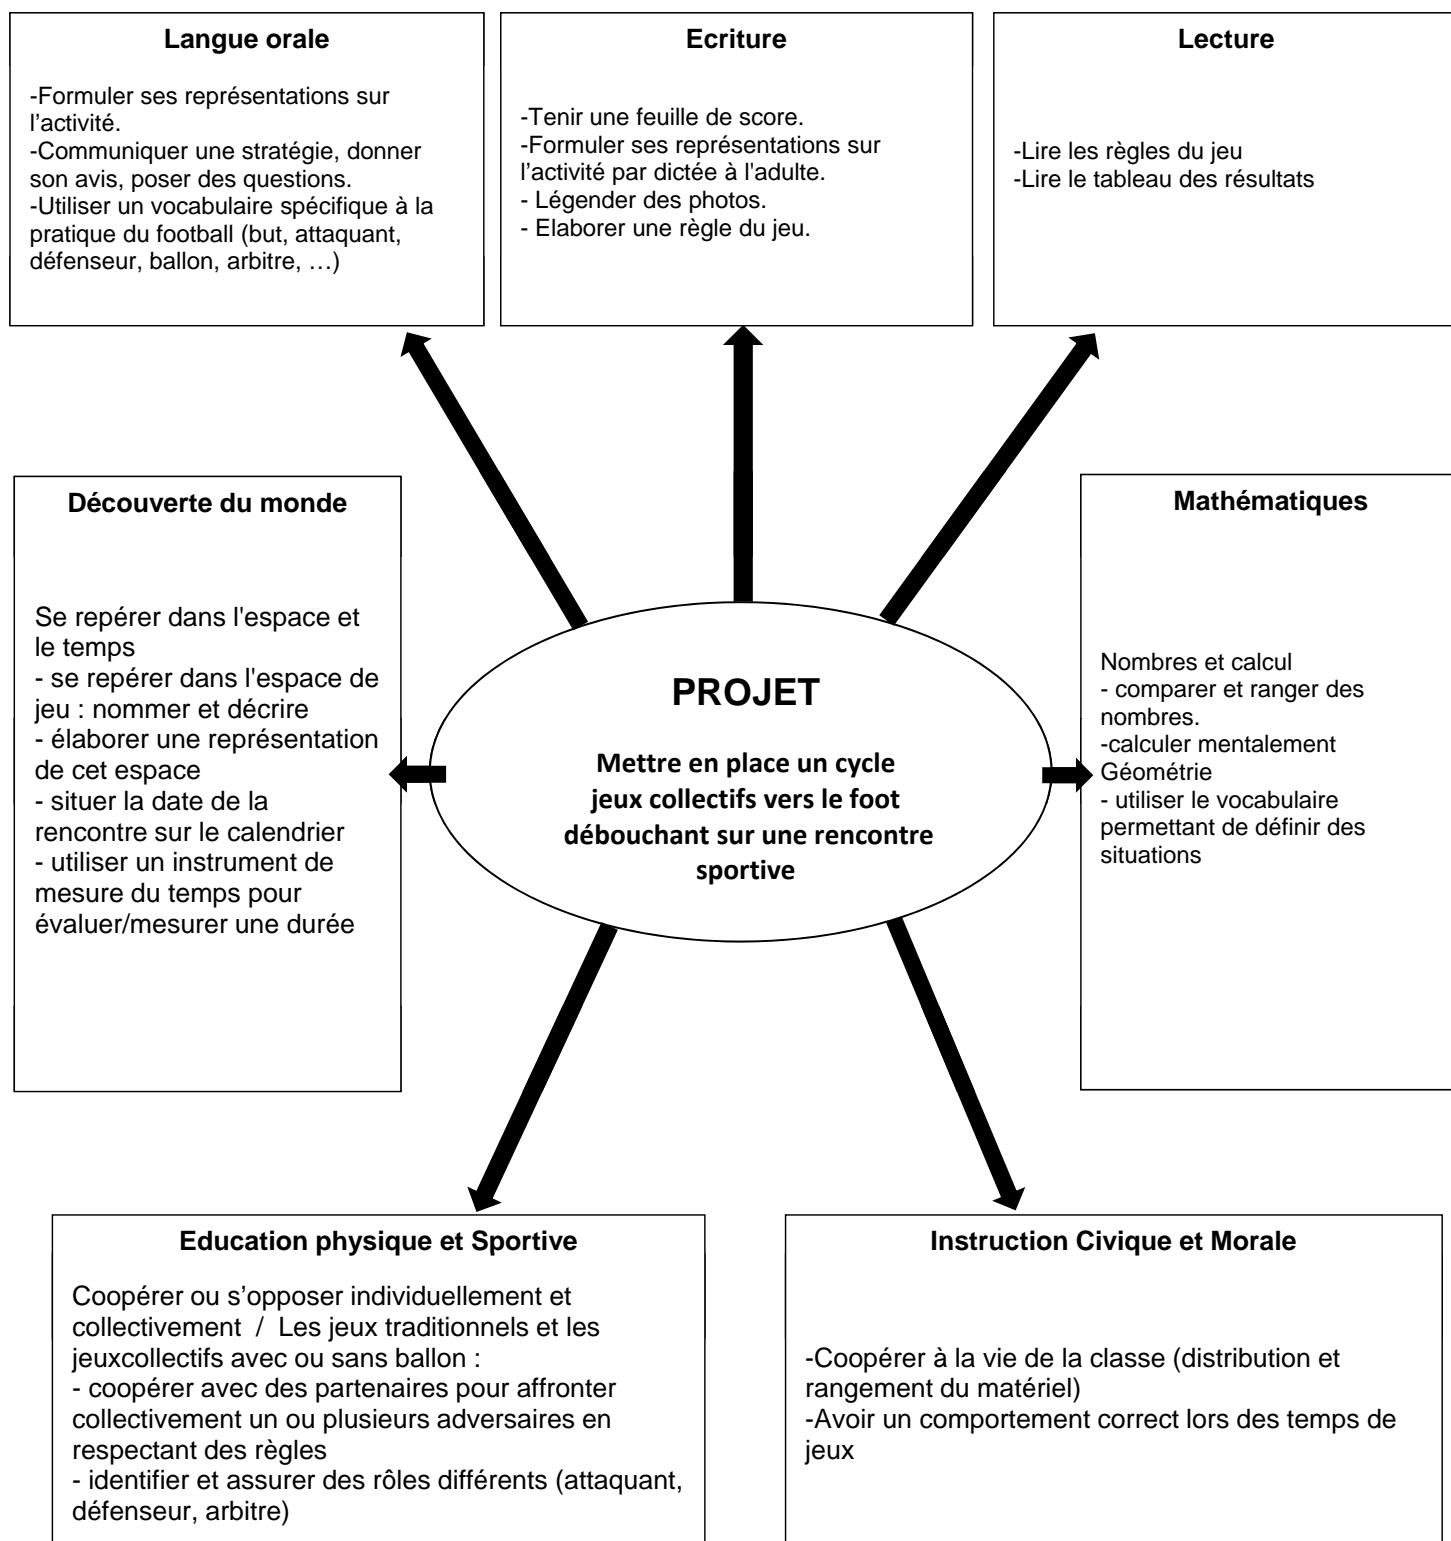 Langue orale
-Formuler ses représentations sur
l'activité.
-Communiquer une stratégie, donner
son avis, poser des questions.
-Utiliser un vocabulaire spécifique à la
pratique du football (but, attaquant,
défenseur, ballon, arbitre, …)
Ecriture
-Tenir une feuille de score.
-Formuler ses représentations sur
l'activité par dictée à l'adulte.
- Légender des photos.
- Elaborer une règle du jeu.
Lecture
-Lire les règles du jeu
-Lire le tableau des résultats
Découverte du monde
Se repérer dans l'espace et
le temps
- se repérer dans l'espace de
jeu : nommer et décrire
- élaborer une représentation
de cet espace
- situer la date de la
rencontre sur le calendrier
- utiliser un instrument de
mesure du temps pour
évaluer/mesurer une durée
PROJET
Mettre en place un cycle
jeux collectifs vers le foot
débouchant sur une rencontre
sportive
Mathématiques
Nombres et calcul
- comparer et ranger des
nombres.
-calculer mentalement
Géométrie
- utiliser le vocabulaire
permettant de définir des
situations
Education physique et Sportive
Coopérer ou s'opposer individuellement et
collectivement / Les jeux traditionnels et les
jeuxcollectifs avec ou sans ballon :
- coopérer avec des partenaires pour affronter
collectivement un ou plusieurs adversaires en
respectant des règles
- identifier et assurer des rôles différents (attaquant,
défenseur, arbitre)
Instruction Civique et Morale
-Coopérer à la vie de la classe (distribution et
rangement du matériel)
-Avoir un comportement correct lors des temps de
jeux